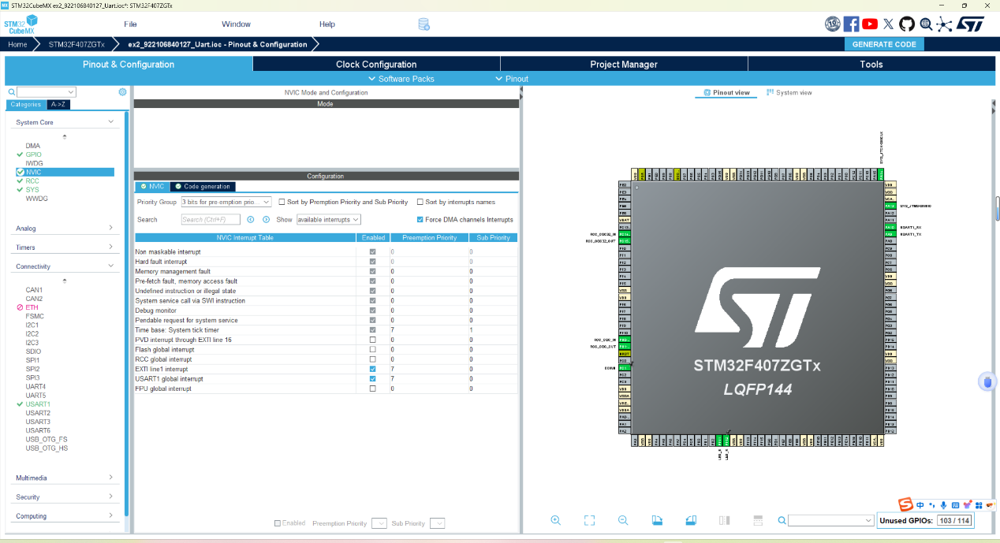 STM32CubeMX ex2_922106840127_Uart.ioc*: STM32F407ZGTx
STM32
CubeMX
File
Window
Help
Home
STM32F407ZGTx
ex2_922106840127_Uart.ioc - Pinout & Configuration
GENERATE CODE
Pinout & Configuration
Clock Configuration
Project Manager
Tools
Software Packs
Pinout
Categories
A->Z
System Core
DMA
GPIO
IWDG
NVIC
RCC
SYS
WWDG
Analog
Timers
Connectivity
CAN1
CAN2
ETH
FSMC
I2C1
I2C2
I2C3
SDIO
SPI1
SPI2
SPI3
UART4
UART5
USART1
USART2
USART3
USART6
USB_OTG_FS
USB_OTG_HS
Multimedia
Security
Computing
NVIC Mode and Configuration
Mode
Configuration
NVIC
Code generation
Priority Group
3 bits for pre-emption prio...
Sort by Premption Priority and Sub Priority
Sort by interrupts names
Search
Search (Ctrl+F)
Show
available interrupts
Force DMA channels Interrupts
NVIC Interrupt Table Enabled Preemption Priority Sub Priority
Non maskable interrupt 0 0
Hard fault interrupt 0 0
Memory management fault 0 0
Pre-fetch fault, memory access fault 0 0
Undefined instruction or illegal state 0 0
System service call via SWI instruction 0 0
Debug monitor 0 0
Pendable request for system service 0 0
Time base: System tick timer 7 1
PVD interrupt through EXTI line 16 0 0
Flash global interrupt 0 0
RCC global interrupt 0 0
EXTI line1 interrupt 7 0
USART1 global interrupt 7 0
FPU global interrupt 0 0
Enabled
Preemption Priority
Sub Priority
Pinout view
System view
SYS_JTCK-SWCLK
SYS_JTMS-SWDIO
USART1_RX
USART1_TX
RCC_OSC32_IN
RCC_OSC32_OUT
RCC_OSC_IN
RCC_OSC_OUT
STM32F407ZGTx
LQFP144
中
Unused GPIOs:
103 / 114